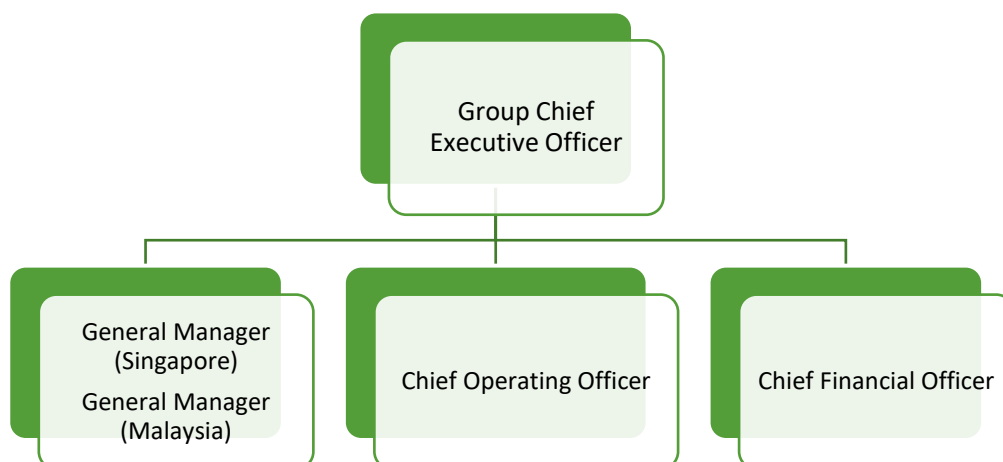 Group Chief
Executive Officer
General Manager
(Singapore)
General Manager
(Malaysia)
Chief Operating Officer
Chief Financial Officer